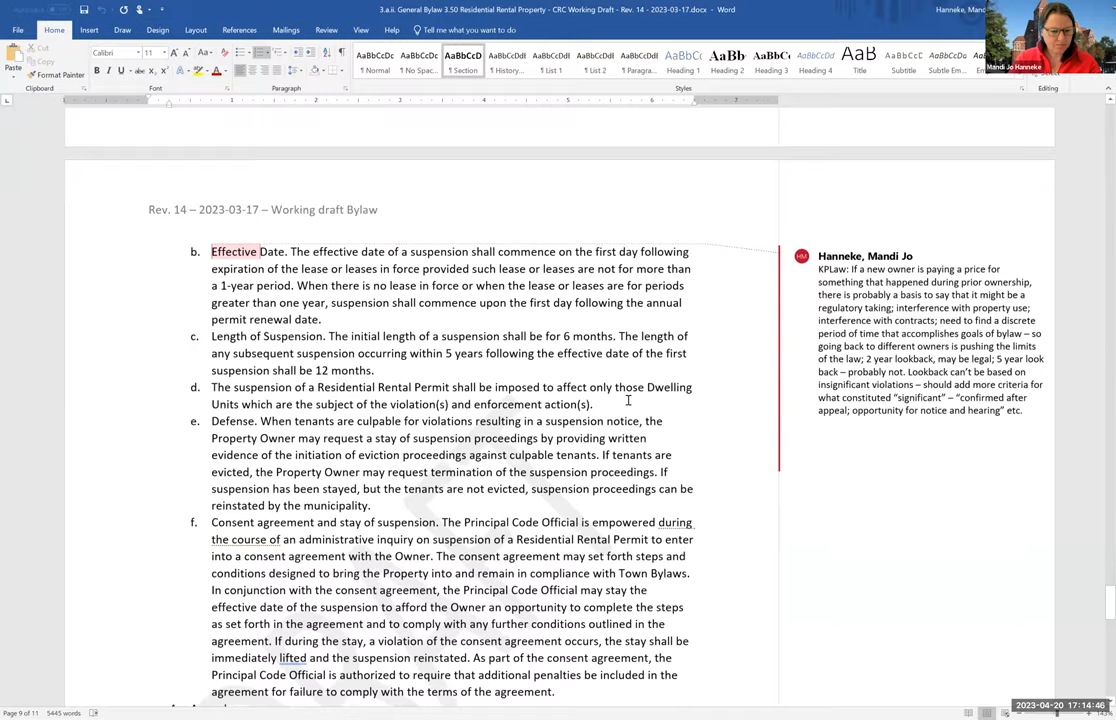 3.a.ii. General Bylaw 3.50 Residential Rental Property - CRC Working Draft - Rev. 14 - 2023-03-17.docx - Word
Hanneke, Mand
File Home Insert Draw Design Layout References Mailings Review View Help Tell me what you want to do
Mandi Jo Hanneke
Paste
Cut
Copy
Format Painter
Calibri 11
AaBbCcDc AaBbCcDc AaBbCcD AaBbCcDdI AaBbCcDdI AaBbCcDdI AaBbCcDdI AaBbCc AaBb AaBbCc AaBbCcDd AaB AaBbCcDd AaBbCcDdI
¶ Normal ¶ No Spac... ¶ Section ¶ History... ¶ List 1 ¶ List 2 ¶ Paragra... Heading 1 Heading 2 Heading 3 Heading 4 Title Subtitle Subtle Em...
Clipboard Font Paragraph Styles Editing
Rev. 14 – 2023-03-17 – Working draft Bylaw
b. Effective Date. The effective date of a suspension shall commence on the first day following
expiration of the lease or leases in force provided such lease or leases are not for more than
a 1-year period. When there is no lease in force or when the lease or leases are for periods
greater than one year, suspension shall commence upon the first day following the annual
permit renewal date.
c. Length of Suspension. The initial length of a suspension shall be for 6 months. The length of
any subsequent suspension occurring within 5 years following the effective date of the first
suspension shall be 12 months.
d. The suspension of a Residential Rental Permit shall be imposed to affect only those Dwelling
Units which are the subject of the violation(s) and enforcement action(s).
e. Defense. When tenants are culpable for violations resulting in a suspension notice, the
Property Owner may request a stay of suspension proceedings by providing written
evidence of the initiation of eviction proceedings against culpable tenants. If tenants are
evicted, the Property Owner may request termination of the suspension proceedings. If
suspension has been stayed, but the tenants are not evicted, suspension proceedings can be
reinstated by the municipality.
f. Consent agreement and stay of suspension. The Principal Code Official is empowered during
the course of an administrative inquiry on suspension of a Residential Rental Permit to enter
into a consent agreement with the Owner. The consent agreement may set forth steps and
conditions designed to bring the Property into and remain in compliance with Town Bylaws.
In conjunction with the consent agreement, the Principal Code Official may stay the
effective date of the suspension to afford the Owner an opportunity to complete the steps
as set forth in the agreement and to comply with any further conditions outlined in the
agreement. If during the stay, a violation of the consent agreement occurs, the stay shall be
immediately lifted and the suspension reinstated. As part of the consent agreement, the
Principal Code Official is authorized to require that additional penalties be included in the
agreement for failure to comply with the terms of the agreement.
HM Hanneke, Mandi Jo
KPLaw: If a new owner is paying a price for
something that happened during prior ownership,
there is probably a basis to say that it might be a
regulatory taking; interference with property use;
interference with contracts; need to find a discrete
period of time that accomplishes goals of bylaw – so
going back to different owners is pushing the limits
of the law; 2 year lookback, may be legal; 5 year look
back – probably not. Lookback can't be based on
insignificant violations – should add more criteria for
what constituted "significant" – "confirmed after
appeal; opportunity for notice and hearing" etc.
Page 9 of 11 5445 words
2023-04-20 17:14:46
143%